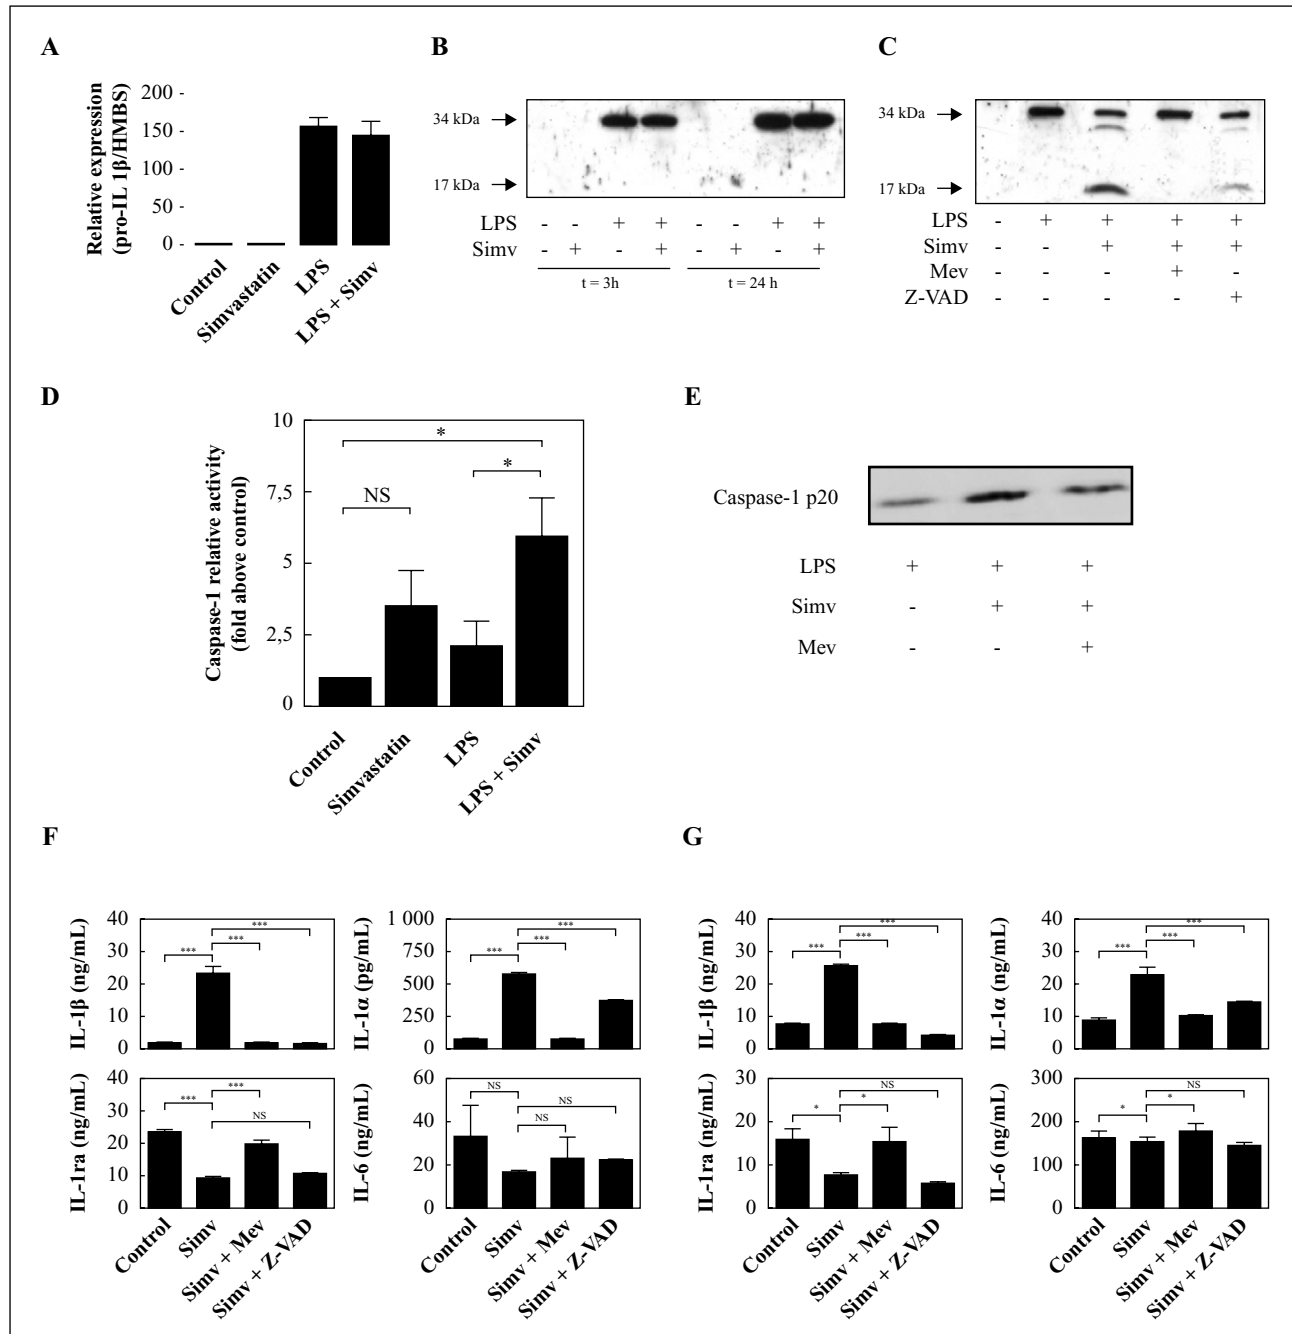 A
Relative expression
(pro-IL 1β/HMBS)
200 -
150 -
100 -
50 -
0 -
Control
Simvastatin
LPS
LPS + Simv
B
34 kDa
17 kDa
LPS - - + + - - + +
Simv - + - + - + - +
t = 3h t = 24 h
C
34 kDa
17 kDa
LPS - + + + +
Simv - - + + +
Mev - - - + -
Z-VAD - - - - +
D
Caspase-1 relative activity
(fold above control)
10
7,5
5
2,5
0
*
*
NS
Control
Simvastatin
LPS
LPS + Simv
E
Caspase-1 p20
LPS + + +
Simv - + +
Mev - - +
F
IL-1β (ng/mL)
40
30
20
10
0
***
***
***
IL-1α (pg/mL)
1 000
750
500
250
0
***
***
***
IL-1ra (ng/mL)
40
30
20
10
0
***
***
NS
Control
Simv
Simv + Mev
Simv + Z-VAD
IL-6 (ng/mL)
60
40
20
0
NS
NS
NS
Control
Simv
Simv + Mev
Simv + Z-VAD
G
IL-1β (ng/mL)
40
30
20
10
0
***
***
***
IL-1α (ng/mL)
40
30
20
10
0
***
***
***
IL-1ra (ng/mL)
30
20
10
0
NS
*
*
Control
Simv
Simv + Mev
Simv + Z-VAD
IL-6 (ng/mL)
300
200
100
0
NS
*
*
Control
Simv
Simv + Mev
Simv + Z-VAD